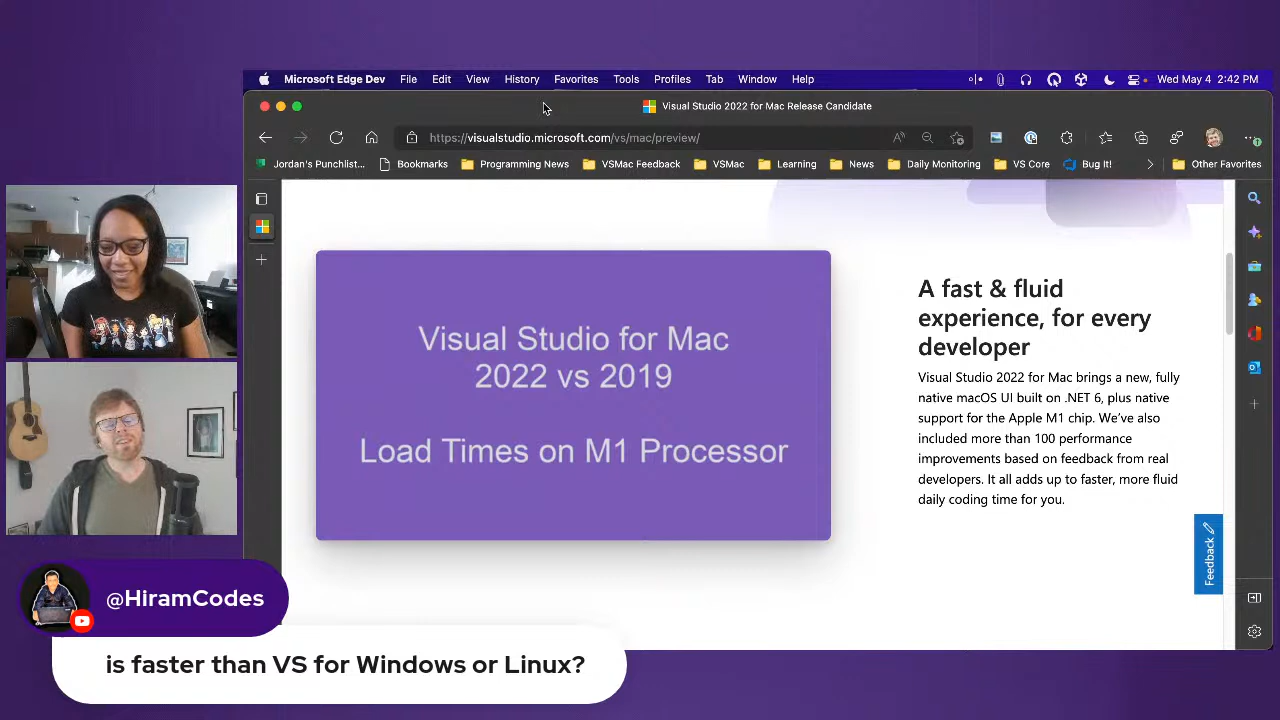 Microsoft Edge Dev File Edit View History Favorites Tools Profiles Tab Window Help Wed May 4 2:42 PM
Visual Studio 2022 for Mac Release Candidate
https://visualstudio.microsoft.com/vs/mac/preview/
Jordan's Punchlist... Bookmarks Programming News VSMac Feedback VSMac Learning News Daily Monitoring VS Core Bug It! Other Favorites
Visual Studio for Mac
2022 vs 2019
Load Times on M1 Processor
A fast & fluid
experience, for every
developer
Visual Studio 2022 for Mac brings a new, fully
native macOS UI built on .NET 6, plus native
support for the Apple M1 chip. We've also
included more than 100 performance
improvements based on feedback from real
developers. It all adds up to faster, more fluid
daily coding time for you.
Feedback
@HiramCodes
is faster than VS for Windows or Linux?